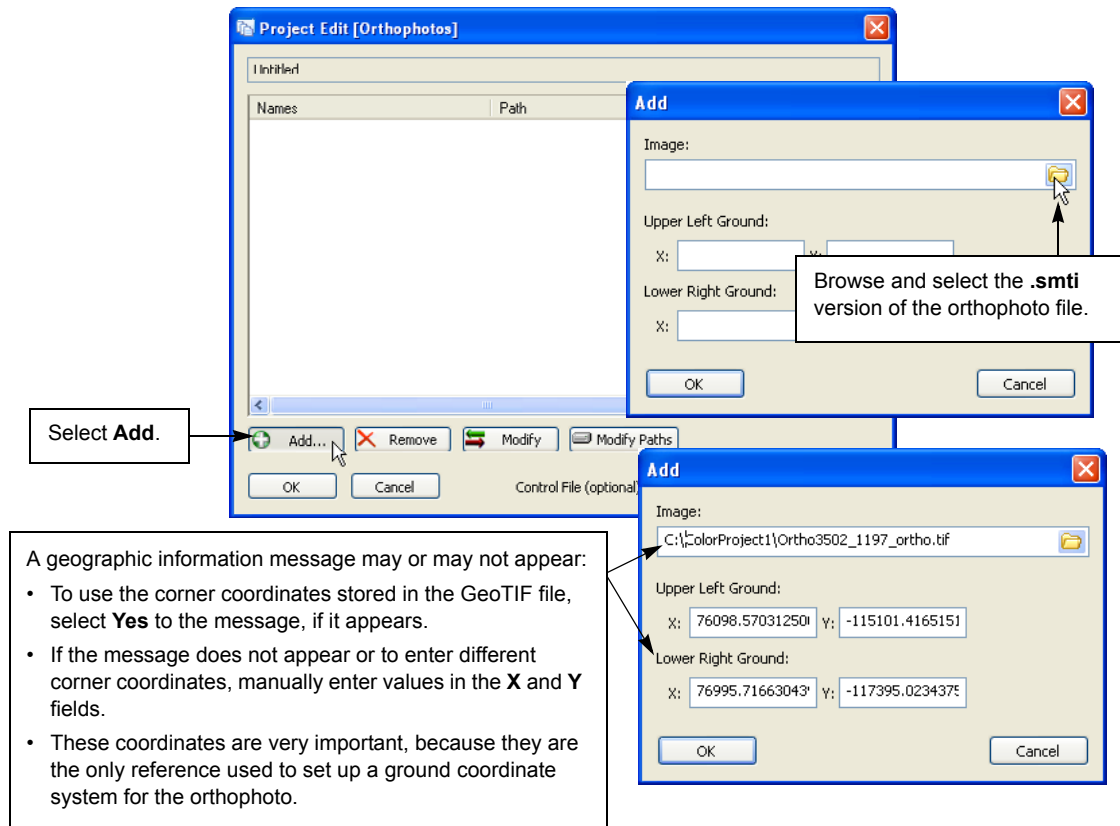 Project Edit [Orthophotos]
Untitled
Names Path
Add
Image:
Upper Left Ground:
X:
Lower Right Ground:
X:
OK Cancel
Browse and select the .smti
version of the orthophoto file.
Select Add.
Add... Remove Modify Modify Paths
OK Cancel Control File (optional)
Add
Image:
C:\ColorProject1\Ortho3502_1197_ortho.tif
Upper Left Ground:
X: 76098.570312500 Y: -115101.4165151
Lower Right Ground:
X: 76995.71663043 Y: -117395.0234375
OK Cancel
A geographic information message may or may not appear:
• To use the corner coordinates stored in the GeoTIF file,
select Yes to the message, if it appears.
• If the message does not appear or to enter different
corner coordinates, manually enter values in the X and Y
fields.
• These coordinates are very important, because they are
the only reference used to set up a ground coordinate
system for the orthophoto.